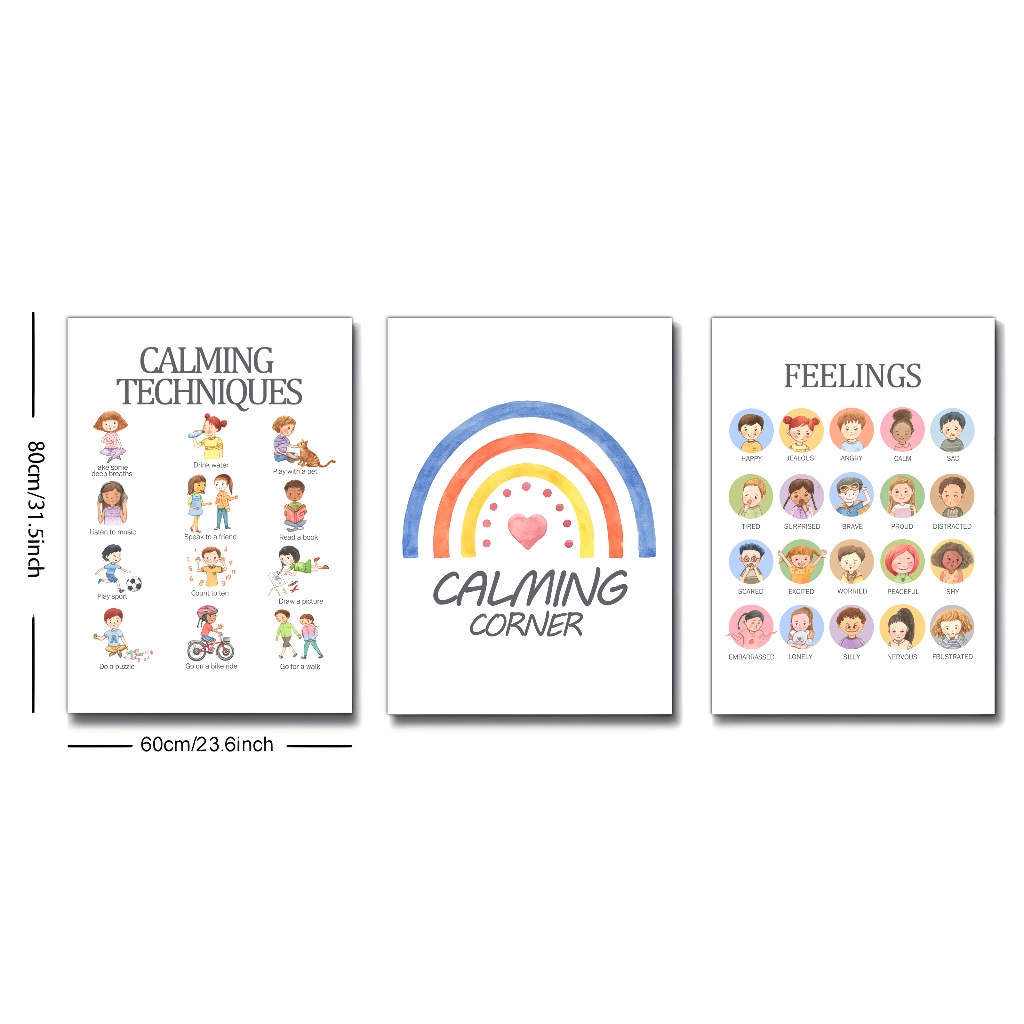 80cm/31.5inch
60cm/23.6inch
CALMING
TECHNIQUES
ake some
deep breaths
Drink water
Play with a pet
Listen to music
Speak to a friend
Read a book
Play sport
Count to ten
Draw a picture
Do a puzzle
Go on a bike ride
Go for a walk
CALMING
CORNER
FEELINGS
HAPPY JEALOUS ANGRY CALM SAD
TIRED SURPRISED BRAVE PROUD DISTRACTED
SCARED EXCITED WORRIED PEACEFUL SHY
EMBARRASSED LONELY SILLY NERVOUS FRUSTRATED